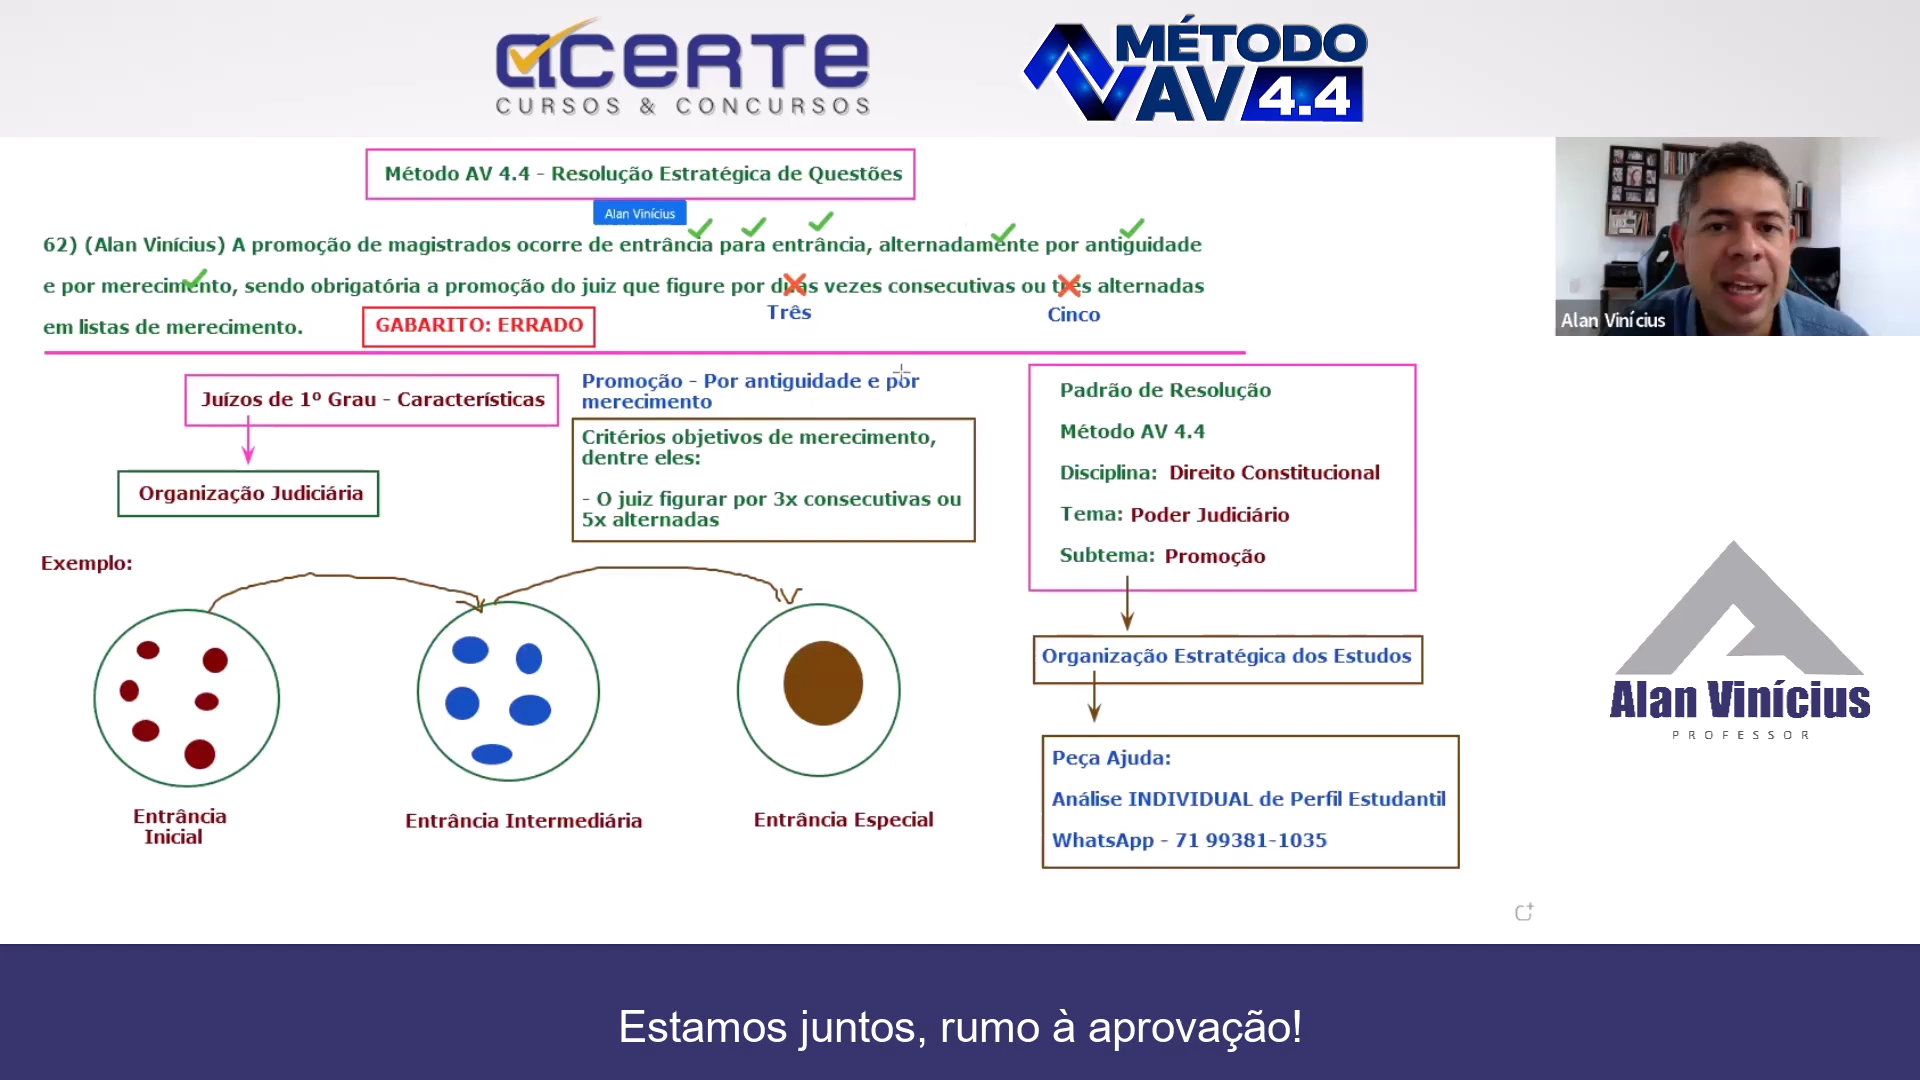 acerte
CURSOS & CONCURSOS
MÉTODO
AV 4.4
Método AV 4.4 - Resolução Estratégica de Questões
Alan Vinícius
62) (Alan Vinícius) A promoção de magistrados ocorre de entrância para entrância, alternadamente por antiguidade
e por merecimento, sendo obrigatória a promoção do juiz que figure por duas vezes consecutivas ou três alternadas
Três
Cinco
em listas de merecimento.
GABARITO: ERRADO
Alan Vinícius
Juízos de 1º Grau - Características
Organização Judiciária
Promoção - Por antiguidade e por
merecimento
Critérios objetivos de merecimento,
dentre eles:
- O juiz figurar por 3x consecutivas ou
5x alternadas
Padrão de Resolução
Método AV 4.4
Disciplina: Direito Constitucional
Tema: Poder Judiciário
Subtema: Promoção
Exemplo:
Entrância
Inicial
Entrância Intermediária
Entrância Especial
Organização Estratégica dos Estudos
Peça Ajuda:
Análise INDIVIDUAL de Perfil Estudantil
WhatsApp - 71 99381-1035
Alan Vinícius
PROFESSOR
Estamos juntos, rumo à aprovação!